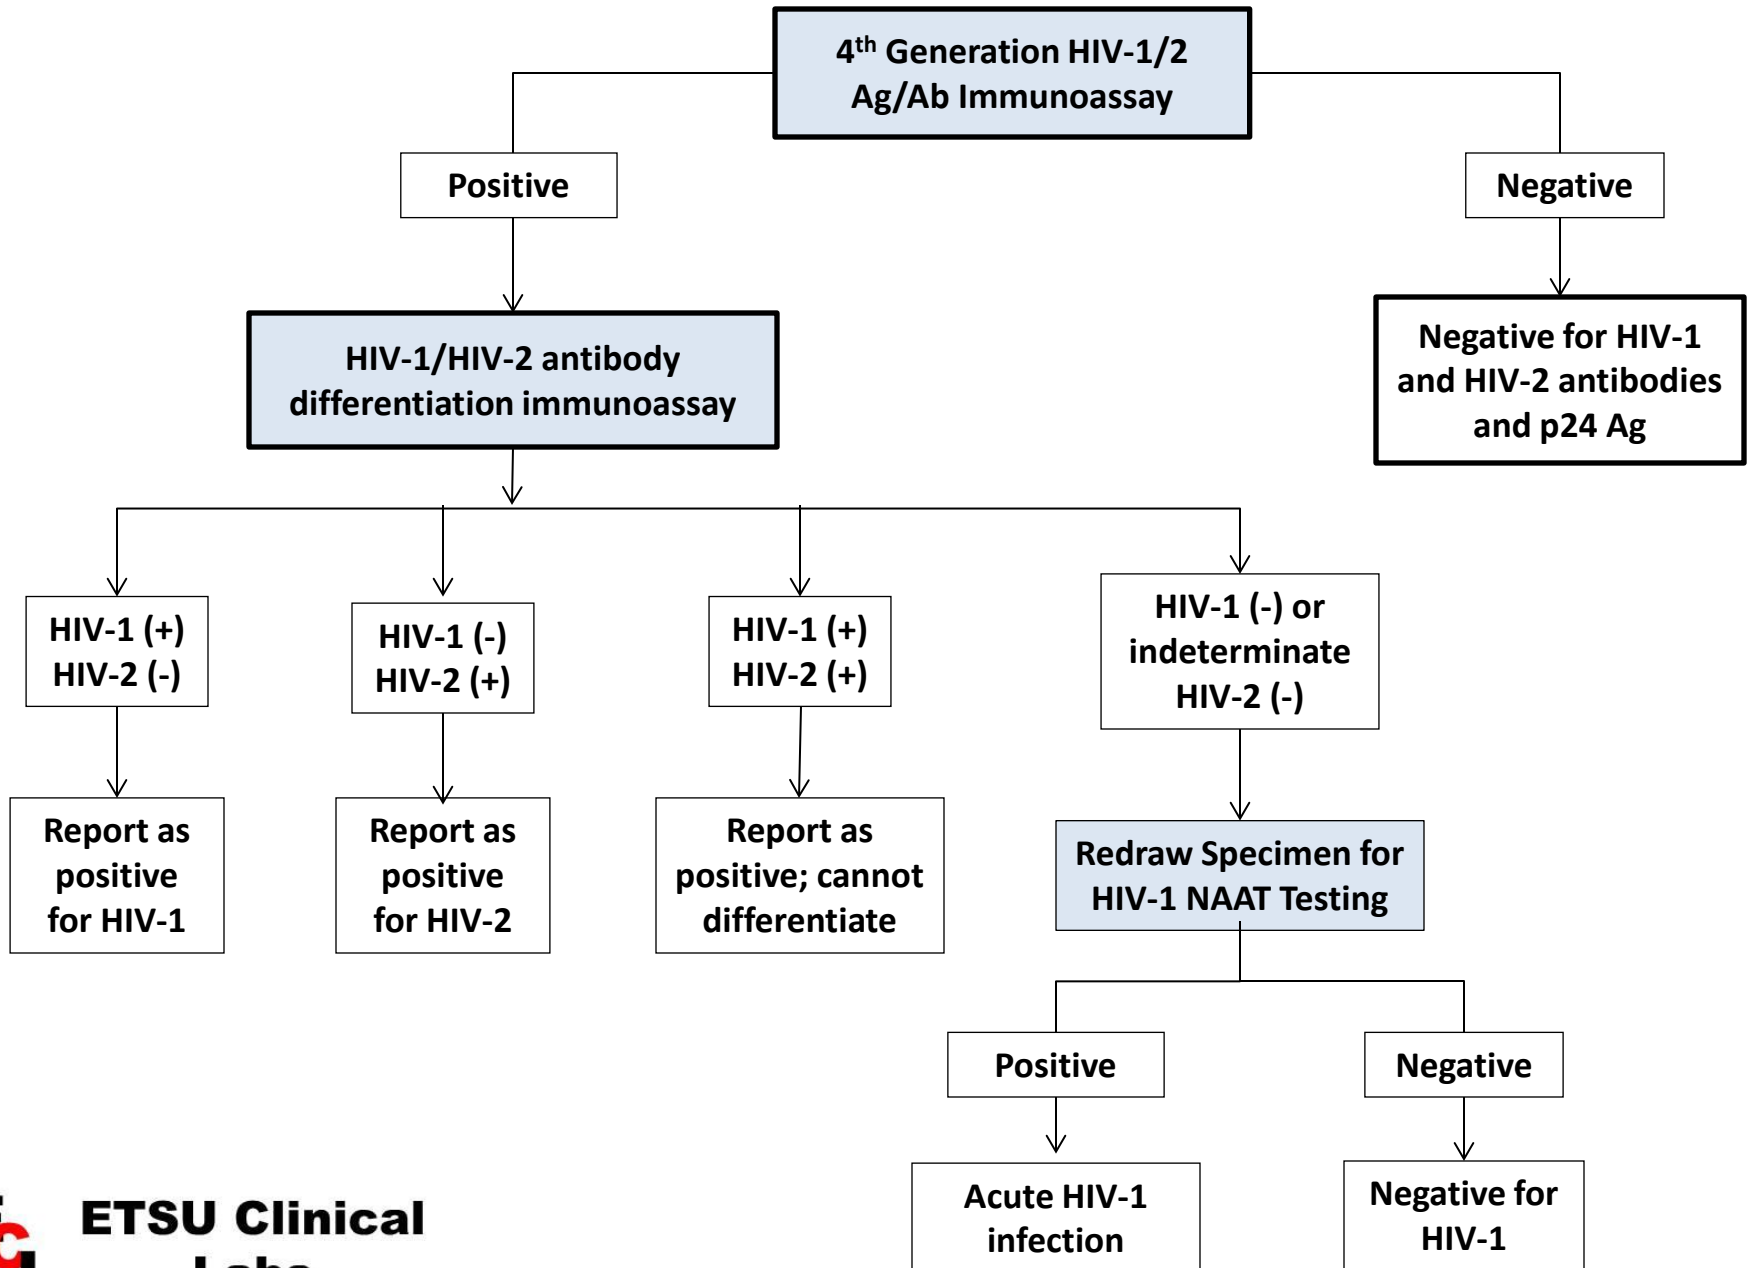 4th Generation HIV-1/2
Ag/Ab Immunoassay
Positive
Negative
HIV-1/HIV-2 antibody
differentiation immunoassay
Negative for HIV-1
and HIV-2 antibodies
and p24 Ag
HIV-1 (+)
HIV-2 (-)
HIV-1 (-)
HIV-2 (+)
HIV-1 (+)
HIV-2 (+)
HIV-1 (-) or
indeterminate
HIV-2 (-)
Report as
positive
for HIV-1
Report as
positive
for HIV-2
Report as
positive; cannot
differentiate
Redraw Specimen for
HIV-1 NAAT Testing
Positive
Negative
Acute HIV-1
infection
Negative for
HIV-1
ETSU Clinical
Labs